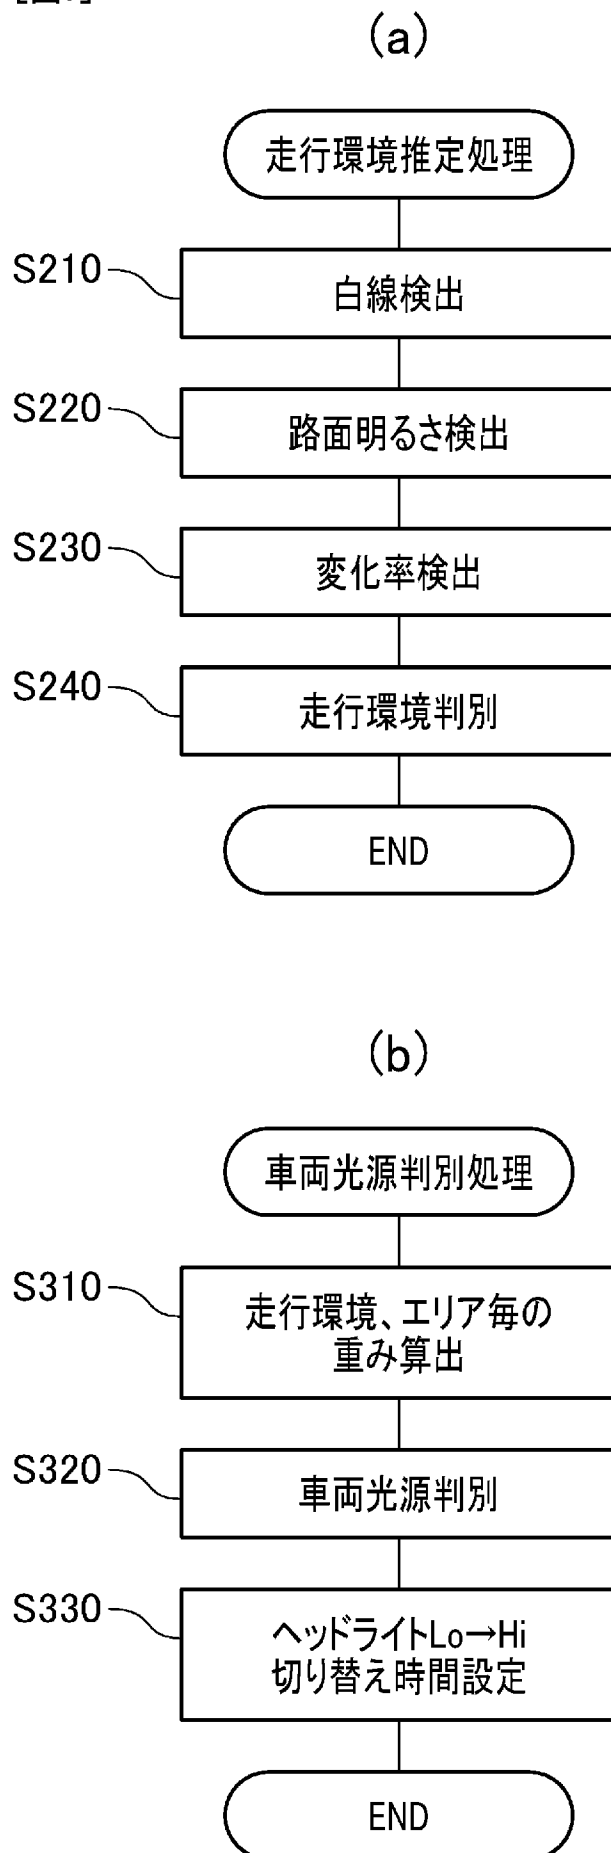 (a)
走行環境推定処理
S210
白線検出
S220
路面明るさ検出
S230
変化率検出
S240
走行環境判別
END
(b)
車両光源判別処理
S310
走行環境、エリア毎の
重み算出
S320
車両光源判別
S330
ヘッドライトLo→Hi
切り替え時間設定
END